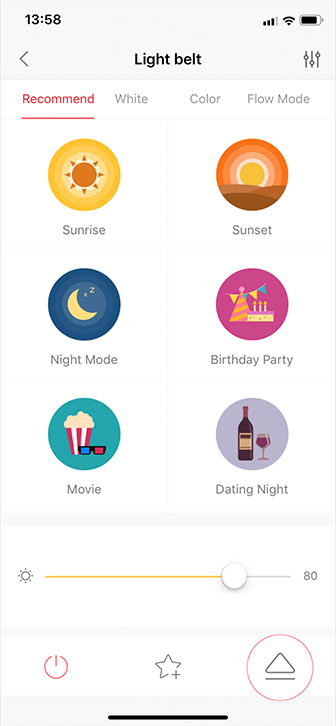 13:58
Light belt
Recommend White Color Flow Mode
Sunrise Sunset
z z
Night Mode Birthday Party
Movie Dating Night
80